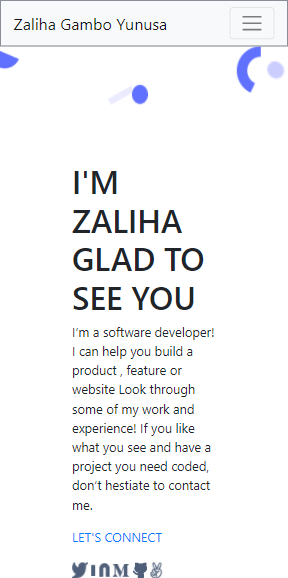 Zaliha Gambo Yunusa
I'M
ZALIHA
GLAD TO
SEE YOU
I'm a software developer!
I can help you build a
product , feature or
website Look through
some of my work and
experience! If you like
what you see and have a
project you need coded,
don't hestiate to contact
me.
LET'S CONNECT